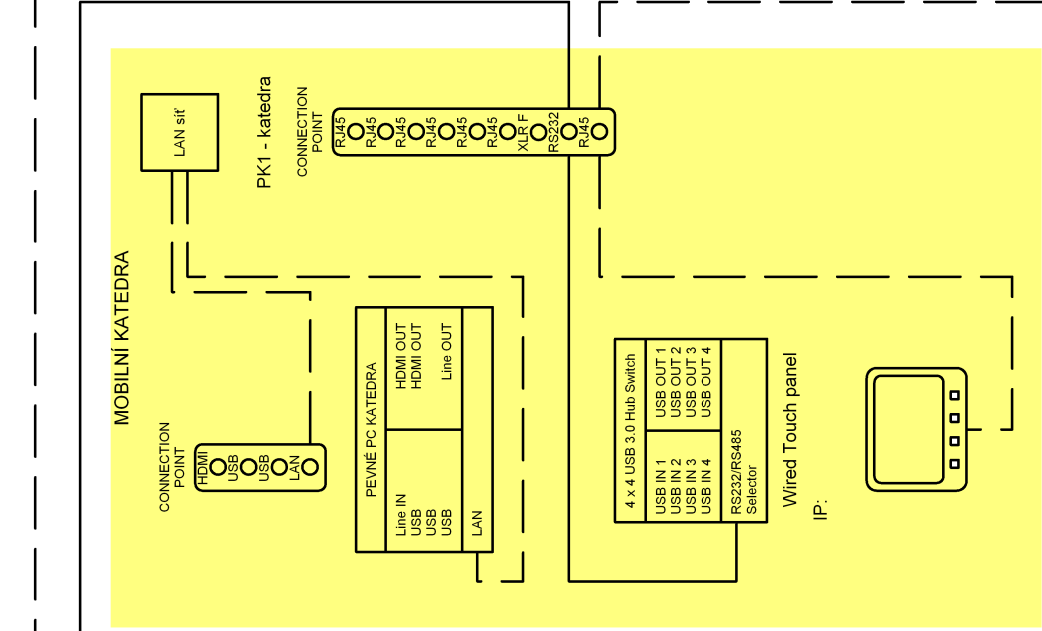 MOBILNÍ KATEDRA
LAN síť
PK1 - katedra
CONNECTION
POINT
RJ45
RJ45
RJ45
RJ45
RJ45
RJ45
XLR F
RS232
RJ45
CONNECTION
POINT
HDMI
USB
USB
LAN
PEVNÉ PC KATEDRA
Line IN
USB
USB
USB
HDMI OUT
HDMI OUT
Line OUT
LAN
4 x 4 USB 3.0 Hub Switch
USB IN 1
USB IN 2
USB IN 3
USB IN 4
USB OUT 1
USB OUT 2
USB OUT 3
USB OUT 4
RS232/RS485
Selector
Wired Touch panel
IP: